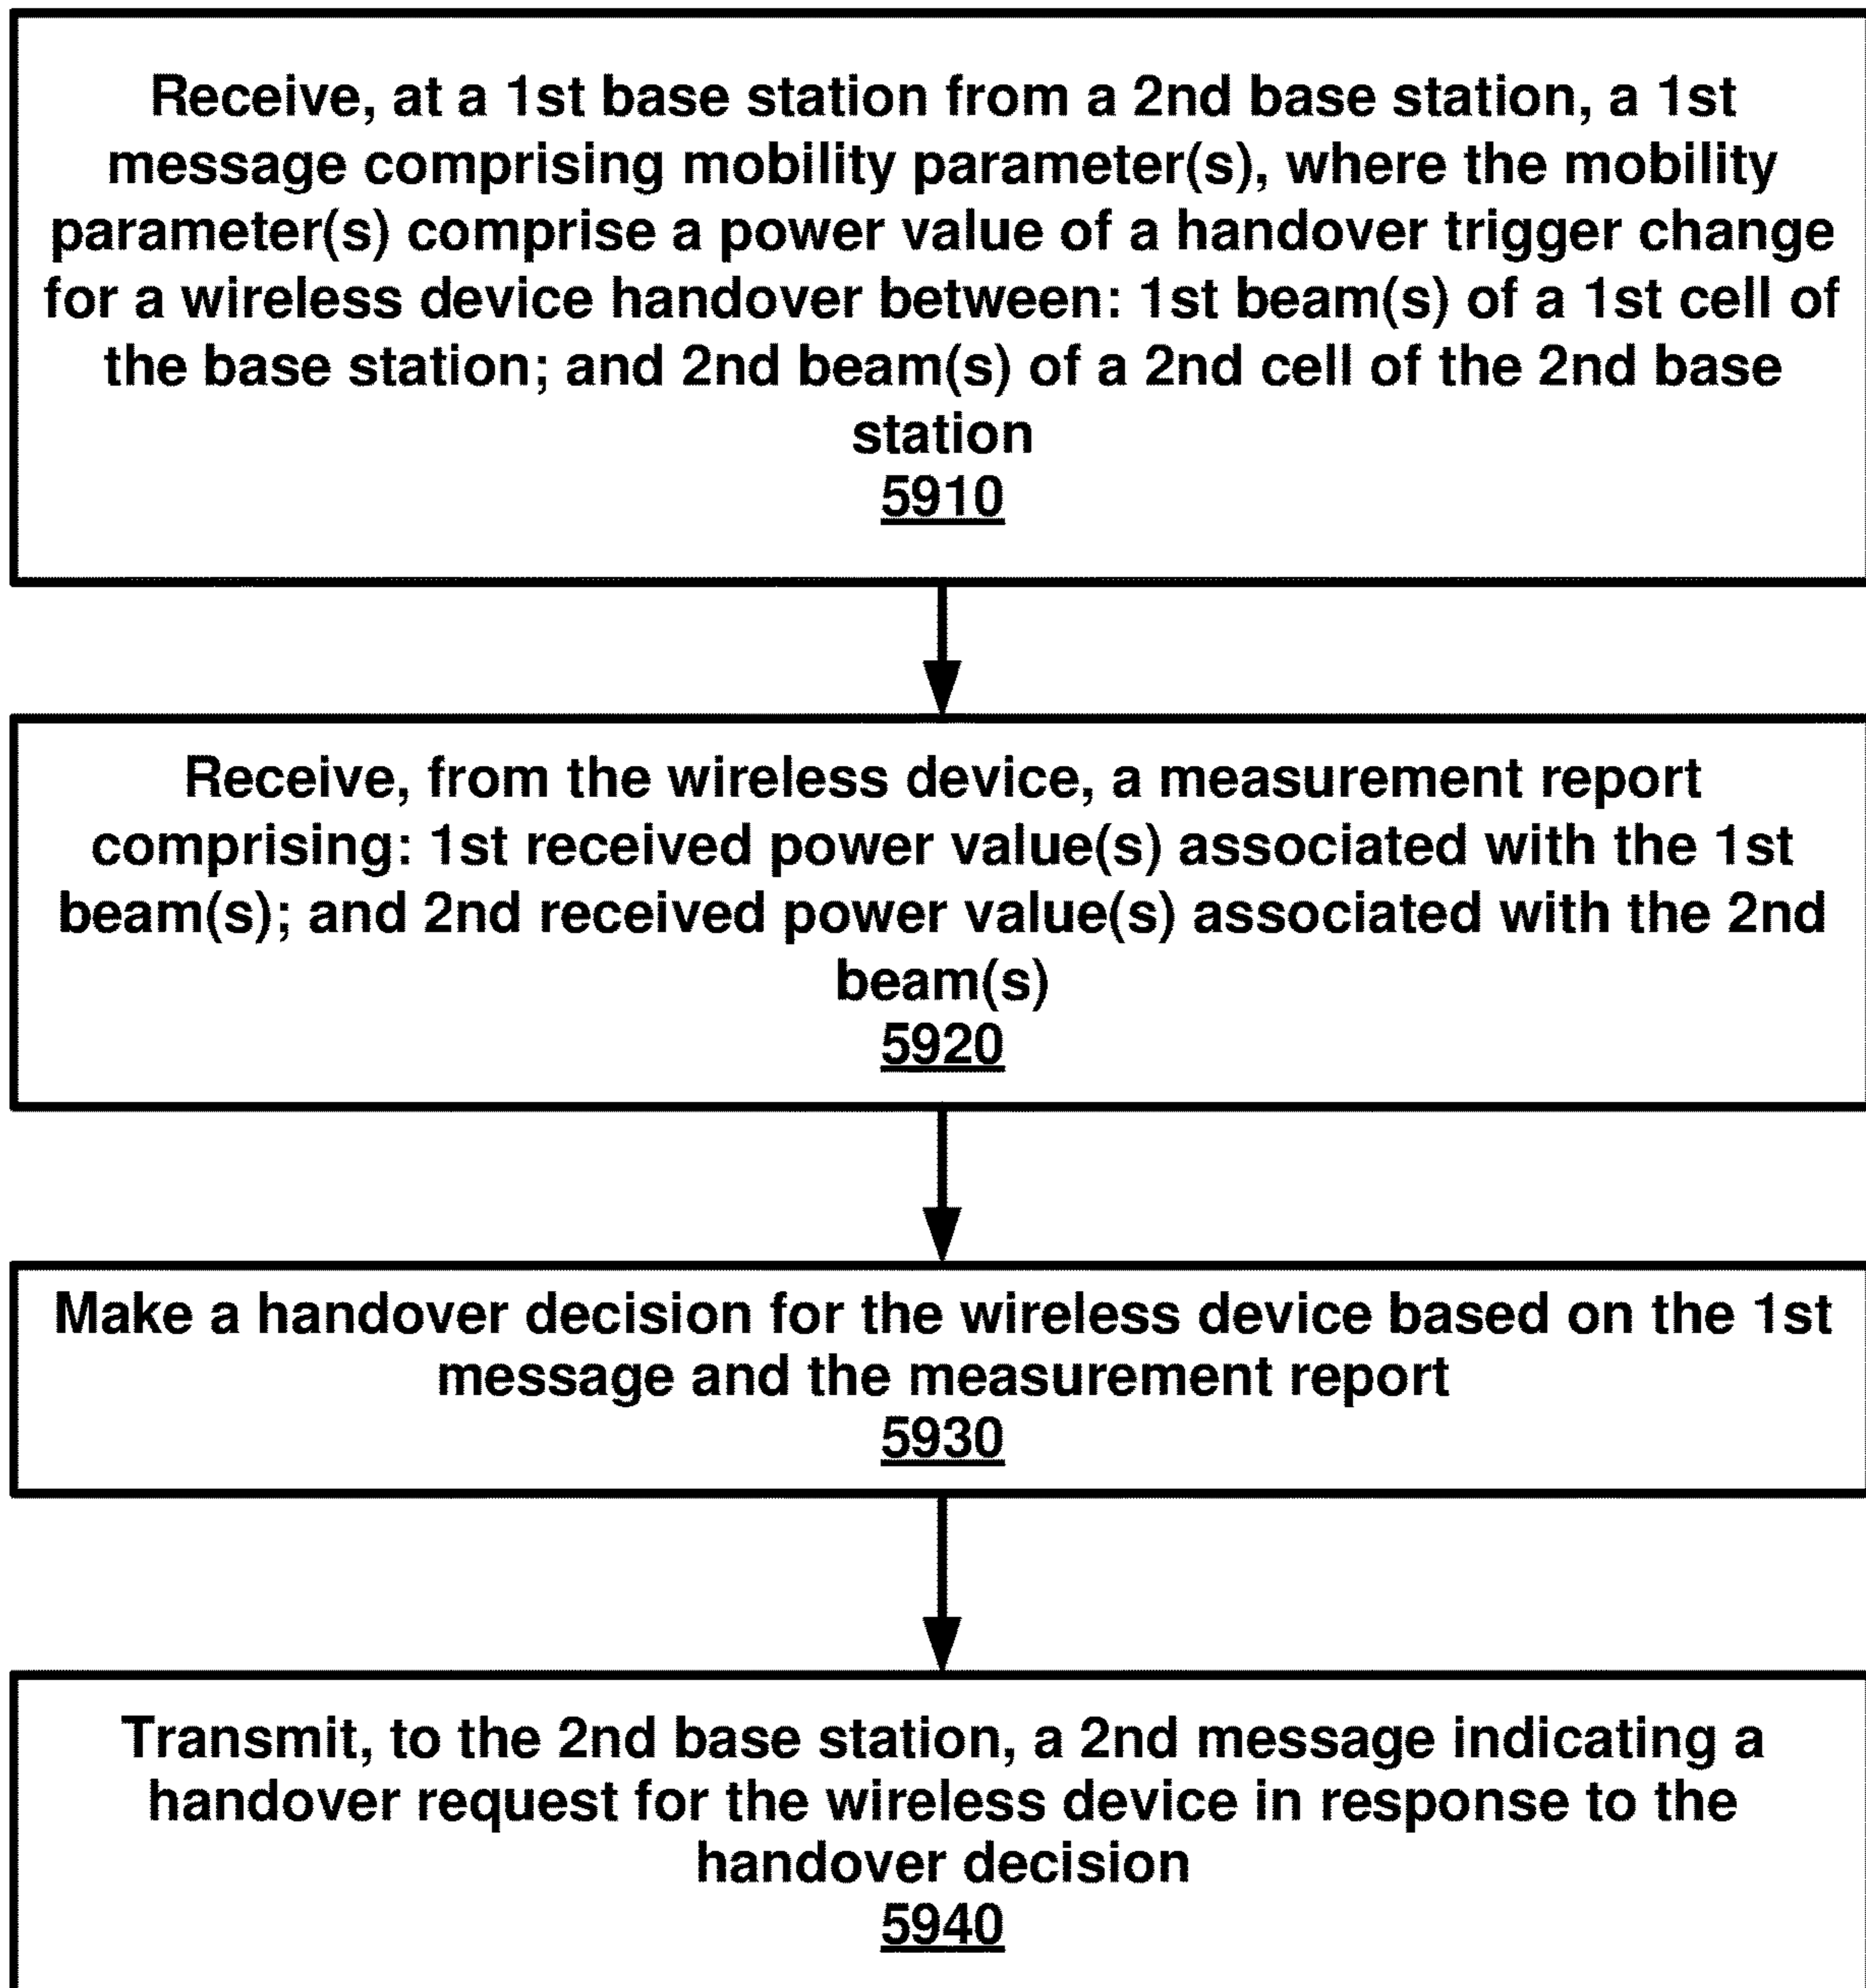 Receive, at a 1st base station from a 2nd base station, a 1st
message comprising mobility parameter(s), where the mobility
parameter(s) comprise a power value of a handover trigger change
for a wireless device handover between: 1st beam(s) of a 1st cell of
the base station; and 2nd beam(s) of a 2nd cell of the 2nd base
station
5910
Receive, from the wireless device, a measurement report
comprising: 1st received power value(s) associated with the 1st
beam(s); and 2nd received power value(s) associated with the 2nd
beam(s)
5920
Make a handover decision for the wireless device based on the 1st
message and the measurement report
5930
Transmit, to the 2nd base station, a 2nd message indicating a
handover request for the wireless device in response to the
handover decision
5940